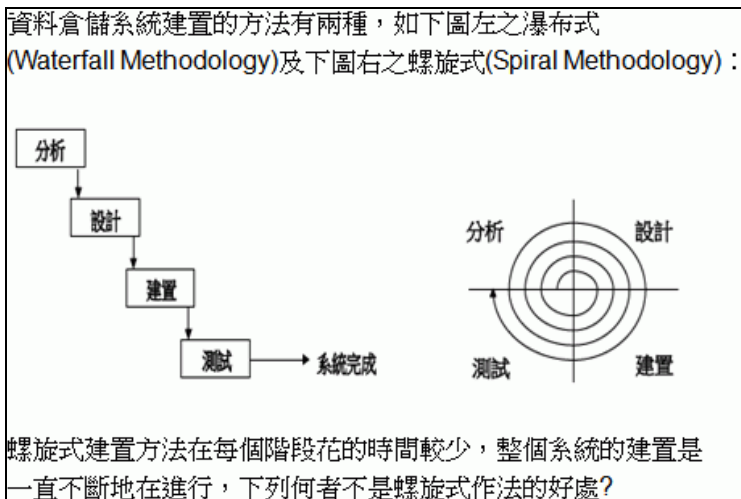 資料倉儲系統建置的方法有兩種，如下圖左之瀑布式
(Waterfall Methodology)及下圖右之螺旋式(Spiral Methodology)：
分析
設計
建置
測試
系統完成
分析
設計
測試
建置
螺旋式建置方法在每個階段花的時間較少，整個系統的建置是
一直不斷地在進行，下列何者不是螺旋式作法的好處?